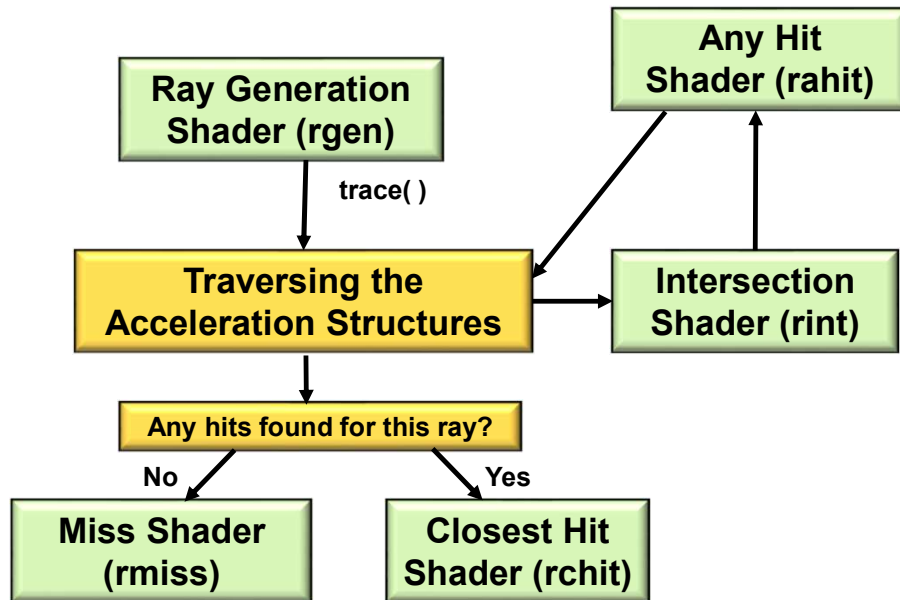 Ray Generation
Shader (rgen)
Any Hit
Shader (rahit)
trace( )
Traversing the
Acceleration Structures
Intersection
Shader (rint)
Any hits found for this ray?
No
Yes
Miss Shader
(rmiss)
Closest Hit
Shader (rchit)